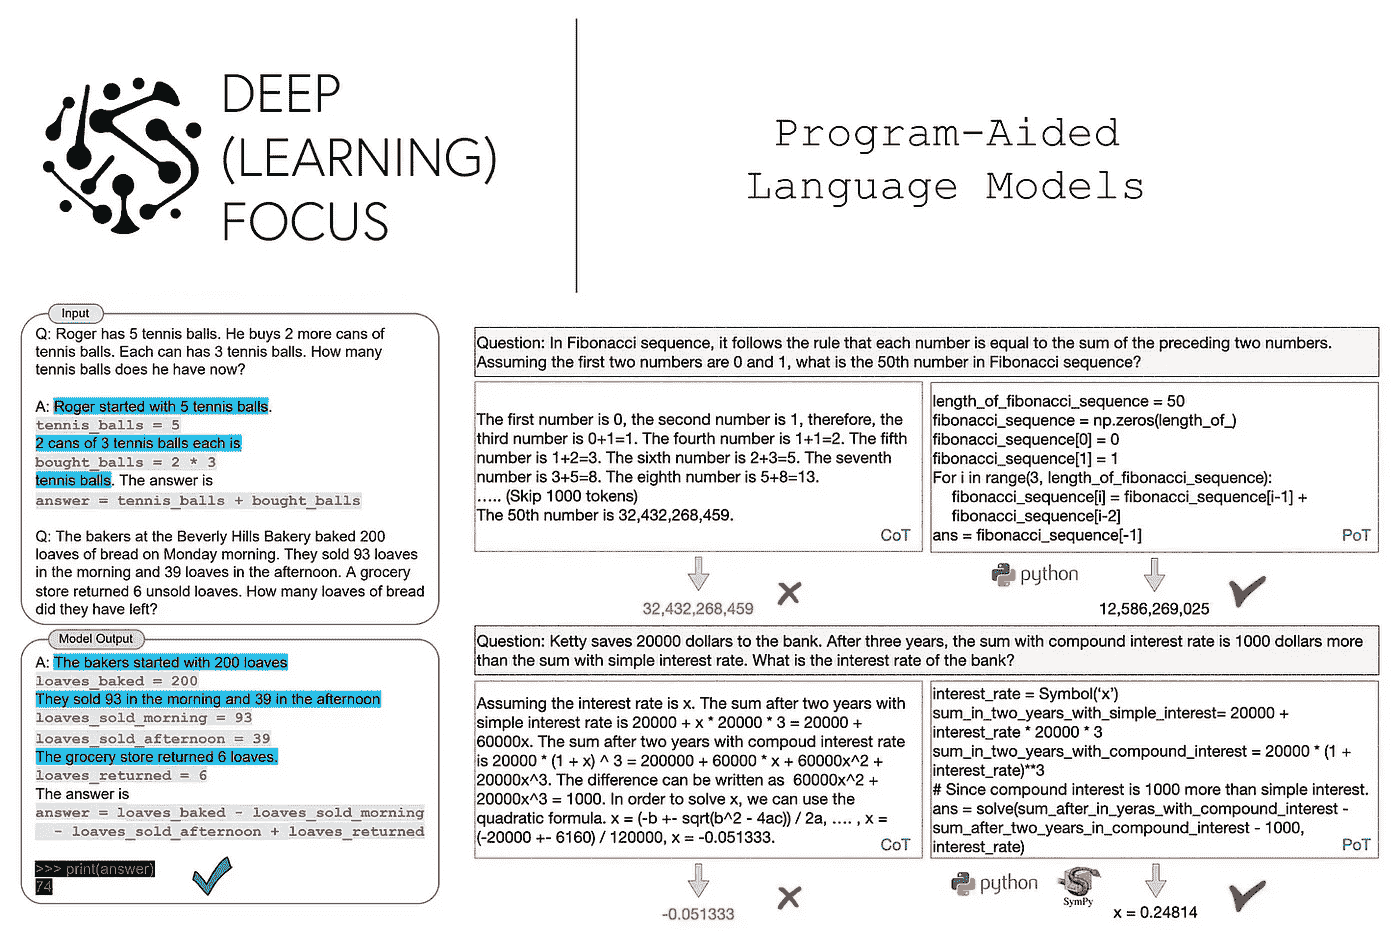 DEEP
(LEARNING)
FOCUS
Program-Aided
Language Models
Input
Q: Roger has 5 tennis balls. He buys 2 more cans of
tennis balls. Each can has 3 tennis balls. How many
tennis balls does he have now?
A: Roger started with 5 tennis balls.
tennis_balls = 5
2 cans of 3 tennis balls each is
bought_balls = 2 * 3
tennis balls. The answer is
answer = tennis_balls + bought_balls
Q: The bakers at the Beverly Hills Bakery baked 200
loaves of bread on Monday morning. They sold 93 loaves
in the morning and 39 loaves in the afternoon. A grocery
store returned 6 unsold loaves. How many loaves of bread
did they have left?
Model Output
A: The bakers started with 200 loaves
loaves_baked = 200
They sold 93 in the morning and 39 in the afternoon
loaves_sold_morning = 93
loaves_sold_afternoon = 39
The grocery store returned 6 loaves.
loaves_returned = 6
The answer is
answer = loaves_baked - loaves_sold_morning
- loaves_sold_afternoon + loaves_returned
>>> print(answer)
74
Question: In Fibonacci sequence, it follows the rule that each number is equal to the sum of the preceding two numbers.
Assuming the first two numbers are 0 and 1, what is the 50th number in Fibonacci sequence?
The first number is 0, the second number is 1, therefore, the
third number is 0+1=1. The fourth number is 1+1=2. The fifth
number is 1+2=3. The sixth number is 2+3=5. The seventh
number is 3+5=8. The eighth number is 5+8=13.
..... (Skip 1000 tokens)
The 50th number is 32,432,268,459.
CoT
32,432,268,459
length_of_fibonacci_sequence = 50
fibonacci_sequence = np.zeros(length_of_)
fibonacci_sequence[0] = 0
fibonacci_sequence[1] = 1
For i in range(3, length_of_fibonacci_sequence):
fibonacci_sequence[i] = fibonacci_sequence[i-1] +
fibonacci_sequence[i-2]
ans = fibonacci_sequence[-1]
PoT
python
12,586,269,025
Question: Ketty saves 20000 dollars to the bank. After three years, the sum with compound interest rate is 1000 dollars more
than the sum with simple interest rate. What is the interest rate of the bank?
Assuming the interest rate is x. The sum after two years with
simple interest rate is 20000 + x * 20000 * 3 = 20000 +
60000x. The sum after two years with compoud interest rate
is 20000 * (1 + x) ^ 3 = 200000 + 60000 * x + 60000x^2 +
20000x^3. The difference can be written as 60000x^2 +
20000x^3 = 1000. In order to solve x, we can use the
quadratic formula. x = (-b +- sqrt(b^2 - 4ac)) / 2a, .... , x =
(-20000 +- 6160) / 120000, x = -0.051333.
CoT
-0.051333
interest_rate = Symbol(‘x’)
sum_in_two_years_with_simple_interest= 20000 +
interest_rate * 20000 * 3
sum_in_two_years_with_compound_interest = 20000 * (1 +
interest_rate)**3
# Since compound interest is 1000 more than simple interest.
ans = solve(sum_after_in_yeras_with_compound_interest -
sum_after_two_years_in_compound_interest - 1000,
interest_rate)
PoT
python
SymPy
x = 0.24814